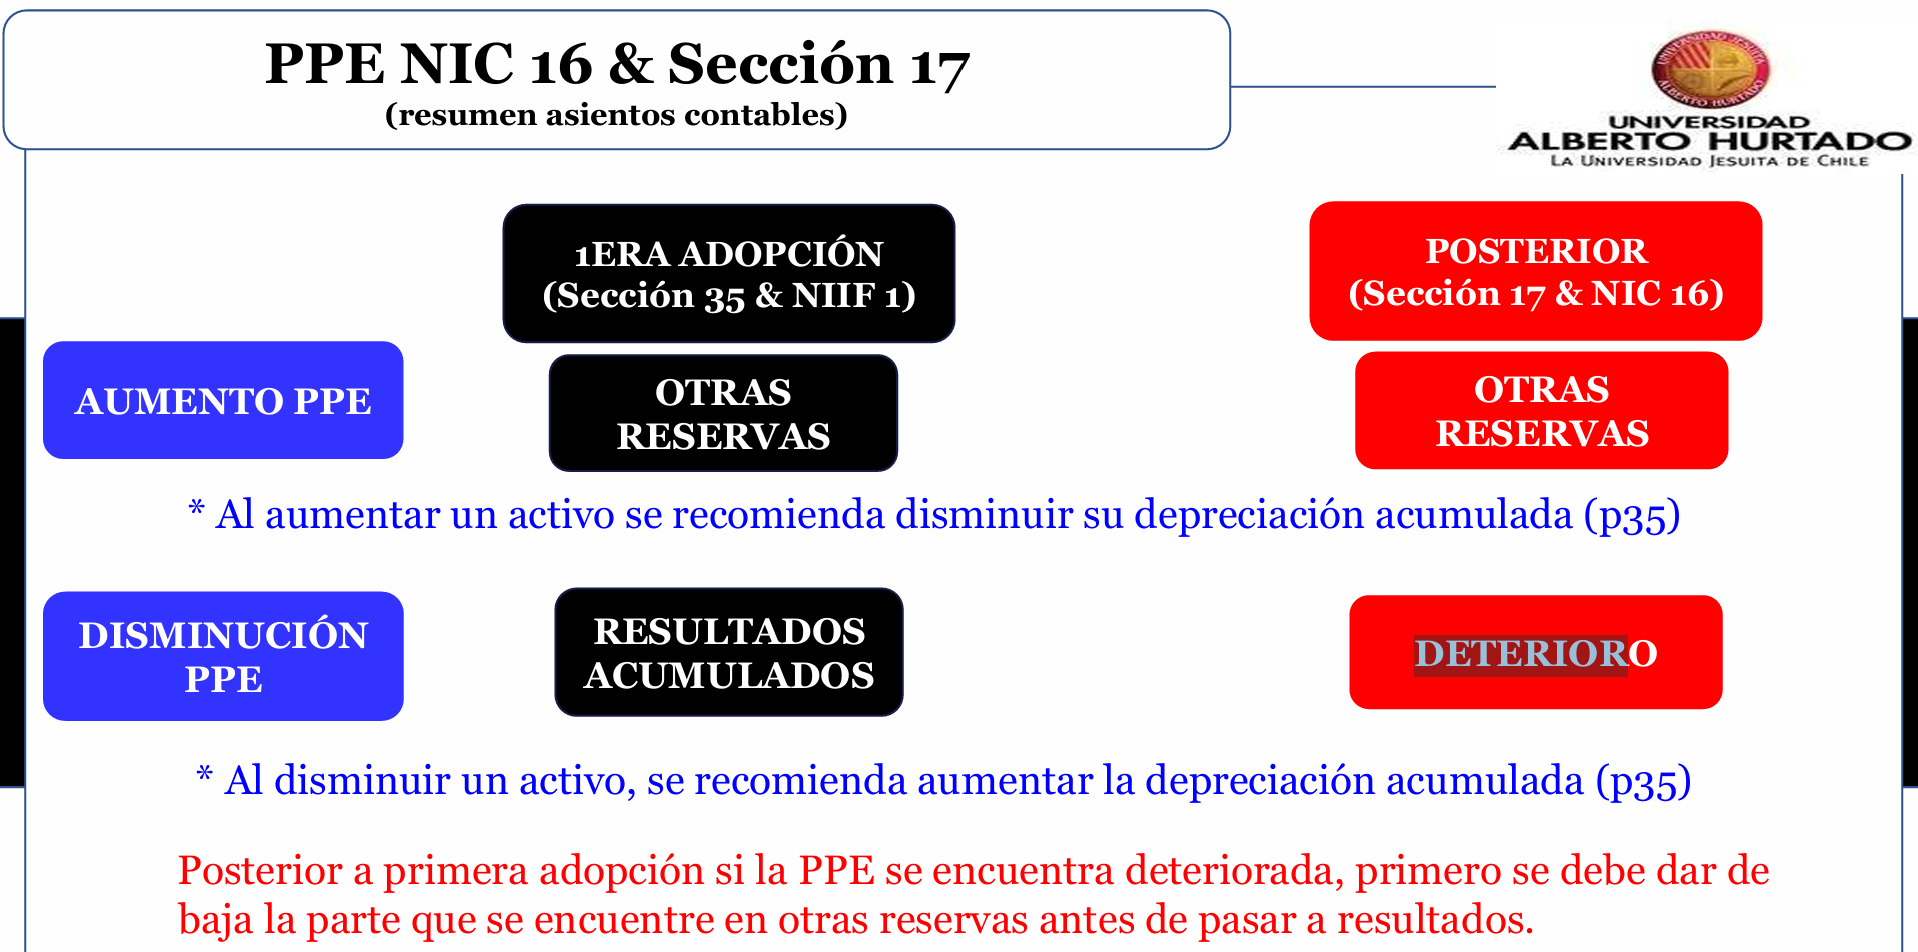 PPE NIC 16 & Sección 17
(resumen asientos contables)
UNIVERSIDAD JESUITA
ALBERTO HURTADO
UNIVERSIDAD
ALBERTO HURTADO
LA UNIVERSIDAD JESUITA DE CHILE
1ERA ADOPCIÓN
(Sección 35 & NIIF 1)
POSTERIOR
(Sección 17 & NIC 16)
AUMENTO PPE
OTRAS
RESERVAS
OTRAS
RESERVAS
* Al aumentar un activo se recomienda disminuir su depreciación acumulada (p35)
DISMINUCIÓN
PPE
RESULTADOS
ACUMULADOS
DETERIORO
* Al disminuir un activo, se recomienda aumentar la depreciación acumulada (p35)
Posterior a primera adopción si la PPE se encuentra deteriorada, primero se debe dar de
baja la parte que se encuentre en otras reservas antes de pasar a resultados.